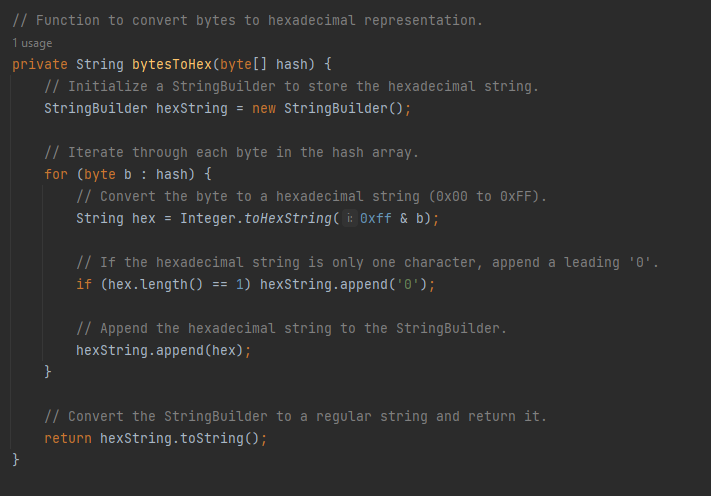 // Function to convert bytes to hexadecimal representation.
1 usage
private String bytesToHex(byte[] hash) {
// Initialize a StringBuilder to store the hexadecimal string.
StringBuilder hexString = new StringBuilder();
// Iterate through each byte in the hash array.
for (byte b : hash) {
// Convert the byte to a hexadecimal string (0x00 to 0xFF).
String hex = Integer.toHexString( i: 0xff & b);
// If the hexadecimal string is only one character, append a leading '0'.
if (hex.length() == 1) hexString.append('0');
// Append the hexadecimal string to the StringBuilder.
hexString.append(hex);
}
// Convert the StringBuilder to a regular string and return it.
return hexString.toString();
}